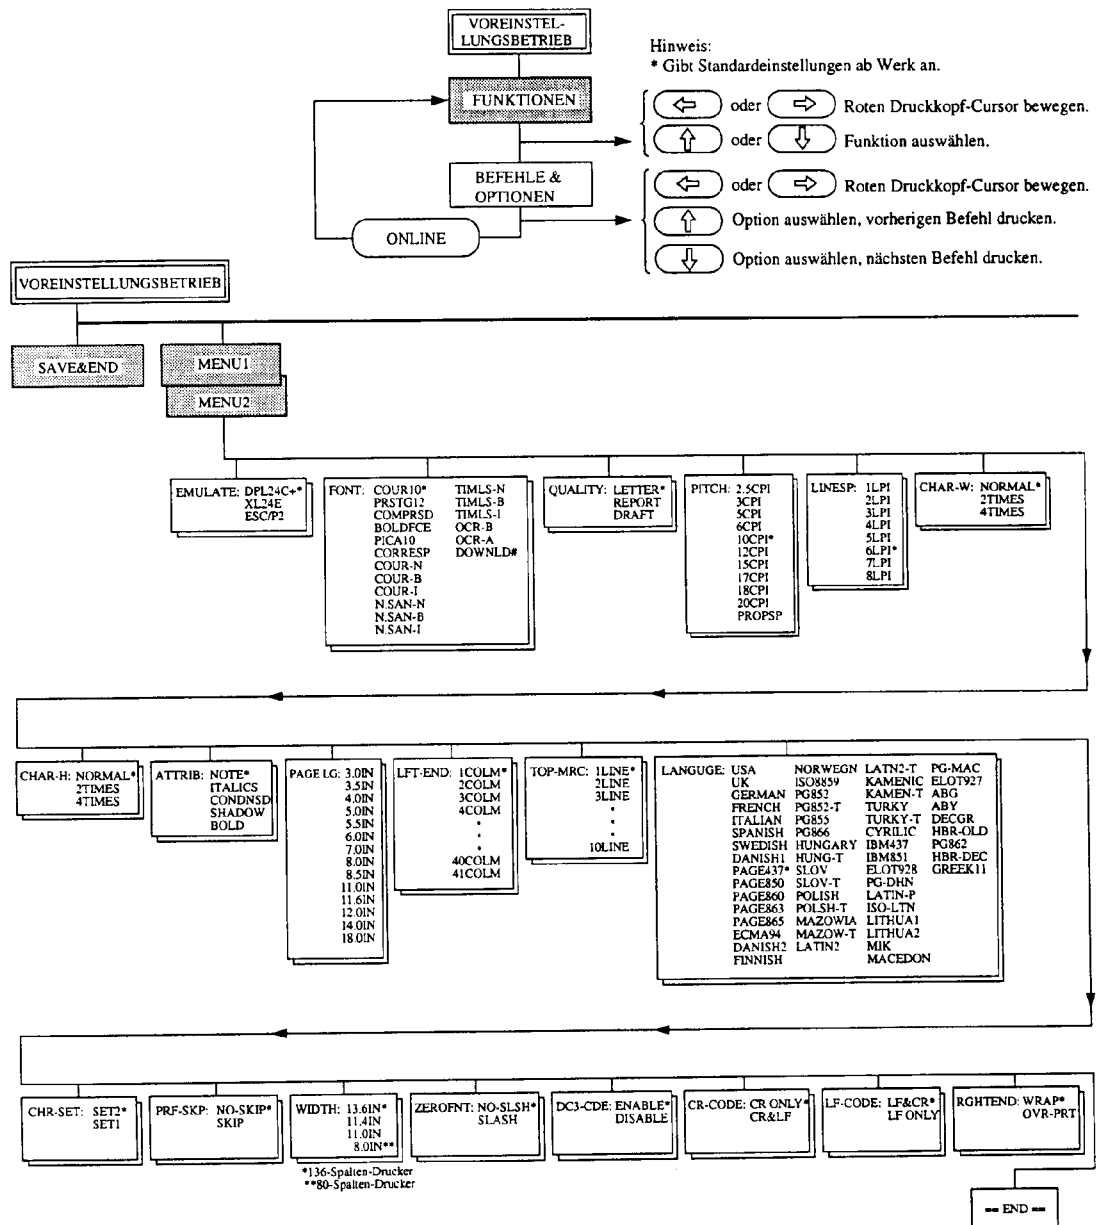 VOREINSTEL-
LUNGSBETRIEB
Hinweis:
* Gibt Standardeinstellungen ab Werk an.
FUNKTIONEN
oder Roten Druckkopf-Cursor bewegen.
oder Funktion auswählen.
BEFEHLE &
OPTIONEN
oder Roten Druckkopf-Cursor bewegen.
Option auswählen, vorherigen Befehl drucken.
ONLINE
Option auswählen, nächsten Befehl drucken.
VOREINSTELLUNGSBETRIEB
SAVE&END
MENU1
MENU2
EMULATE: DPL24C+*
XL24E
ESC/P2
FONT: COUR10* TIMLS-N
PRSTG12 TIMLS-B
COMPRSD TIMLS-I
BOLDFCE OCR-B
PICA10 OCR-A
CORRESP DOWNLD#
COUR-N
COUR-B
COUR-I
N.SAN-N
N.SAN-B
N.SAN-I
QUALITY: LETTER*
REPORT
DRAFT
PITCH: 2.5CPI
3CPI
5CPI
6CPI
10CPI*
12CPI
15CPI
17CPI
18CPI
20CPI
PROPSP
LINESP: 1LPI
2LPI
3LPI
4LPI
5LPI
6LPI*
7LPI
8LPI
CHAR-W: NORMAL*
2TIMES
4TIMES
CHAR-H: NORMAL*
2TIMES
4TIMES
ATTRIB: NOTE*
ITALICS
CONDNSD
SHADOW
BOLD
PAGE LG: 3.0IN
3.5IN
4.0IN
5.0IN
5.5IN
6.0IN
7.0IN
8.0IN
8.5IN
11.0IN
11.6IN
12.0IN
14.0IN
18.0IN
LFT-END: 1COLM*
2COLM
3COLM
4COLM
•
•
•
40COLM
41COLM
TOP-MRC: 1LINE*
2LINE
3LINE
•
•
•
10LINE
LANGUGE: USA NORWEGN LATN2-T PG-MAC
UK ISO8859 KAMENIC ELOT927
GERMAN PG852 KAMEN-T ABG
FRENCH PG852-T TURKY ABY
ITALIAN PG855 TURKY-T DECGR
SPANISH PG866 CYRILIC HBR-OLD
SWEDISH HUNGARY IBM437 PG862
DANISH1 HUNG-T IBM851 HBR-DEC
PAGE437* SLOV ELOT928 GREEK11
PAGE850 SLOV-T PG-DHN
PAGE860 POLISH LATIN-P
PAGE863 POLSH-T ISO-LTN
PAGE865 MAZOWIA LITHUA1
ECMA94 MAZOW-T LITHUA2
DANISH2 LATIN2 MIK
FINNISH MACEDON
CHR-SET: SET2*
SET1
PRF-SKP: NO-SKIP*
SKIP
WIDTH: 13.6IN*
11.4IN
11.0IN
8.0IN**
*136-Spalten-Drucker
**80-Spalten-Drucker
ZEROFNT: NO-SLSH*
SLASH
DC3-CDE: ENABLE*
DISABLE
CR-CODE: CR ONLY*
CR&LF
LF-CODE: LF&CR*
LF ONLY
RGHTEND: WRAP*
OVR-PRT
== END ==